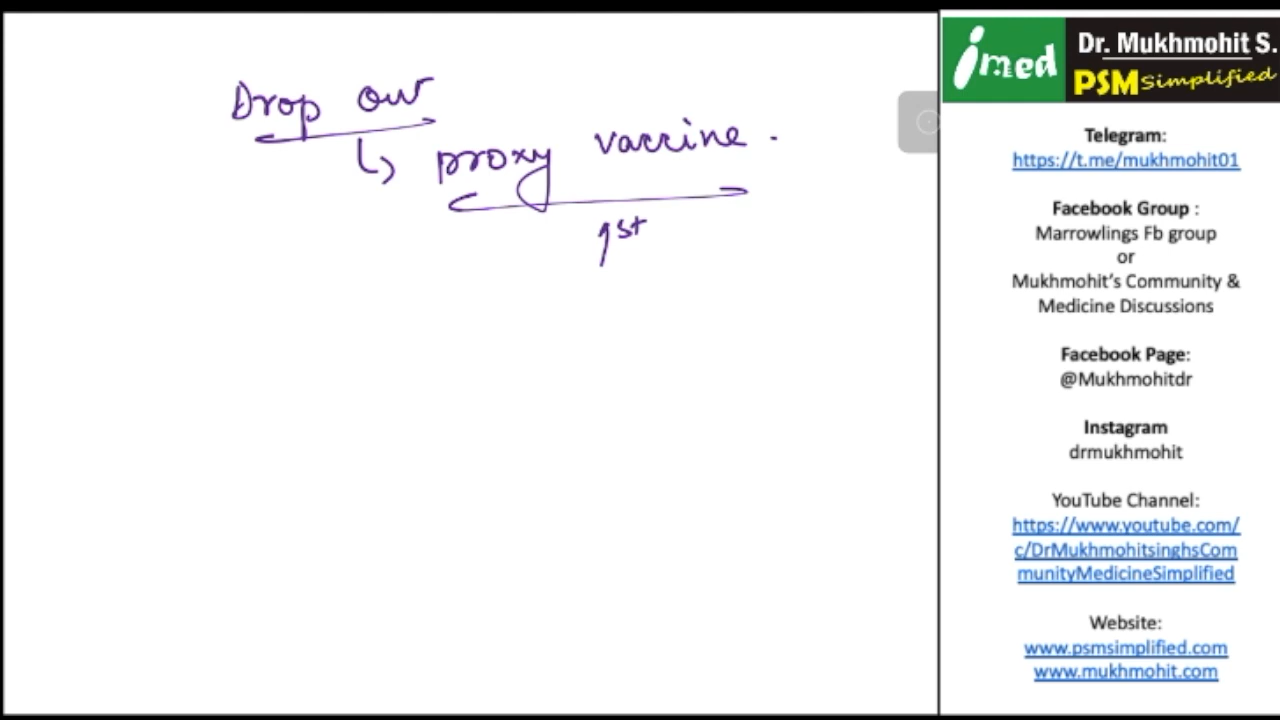 Drop out
↳ proxy vaccine.
1st
imed
Dr. Mukhmohit S.
PSM Simplified
Telegram:
https://t.me/mukhmohit01
Facebook Group :
Marrowlings Fb group
or
Mukhmohit's Community &
Medicine Discussions
Facebook Page:
@Mukhmohitdr
Instagram
drmukhmohit
YouTube Channel:
https://www.youtube.com/
c/DrMukhmohitsinghsCom
munityMedicineSimplified
Website:
www.psmsimplified.com
www.mukhmohit.com